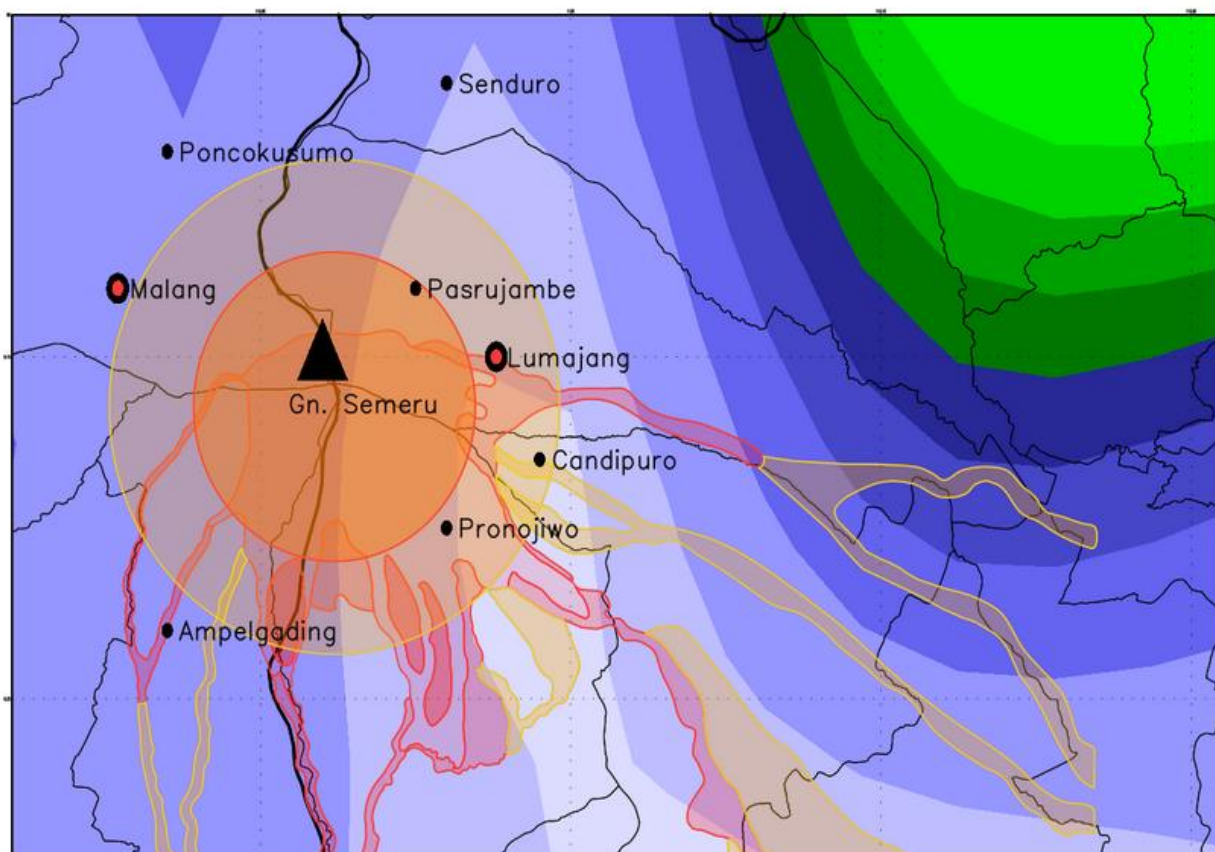 Senduro
Poncokusumo
Malang
Pasrujambe
Lumajang
Gn. Semeru
Candipuro
Pronojiwo
Ampelgading